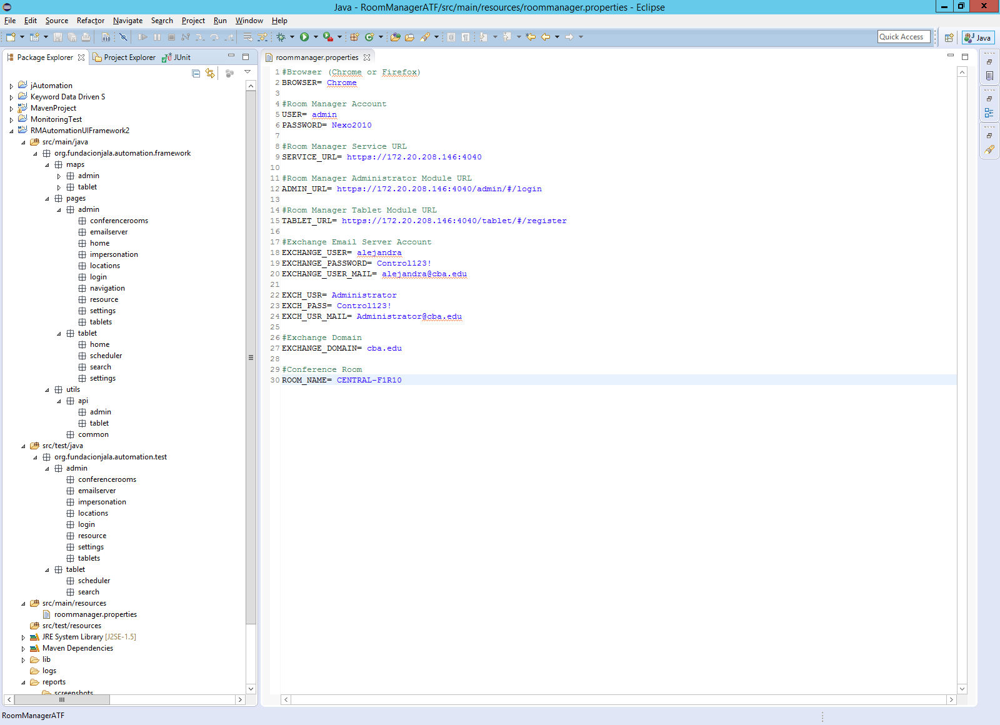 Java - RoomManagerATF/src/main/resources/roommanager.properties - Eclipse
File Edit Source Refactor Navigate Search Project Run Window Help
Quick Access
Java
Package Explorer
Project Explorer
JUnit
jAutomation
Keyword Data Driven S
MavenProject
MonitoringTest
RMAutomationUIFramework2
src/main/java
org.fundacionjala.automation.framework
maps
admin
tablet
pages
admin
conferencerooms
emailserver
home
impersonation
locations
login
navigation
resource
settings
tablets
tablet
home
scheduler
search
settings
utils
api
admin
tablet
common
src/test/java
org.fundacionjala.automation.test
admin
conferencerooms
emailserver
impersonation
locations
login
resource
settings
tablets
tablet
scheduler
search
src/main/resources
roommanager.properties
src/test/resources
JRE System Library [J2SE-1.5]
Maven Dependencies
lib
logs
reports
screenshots
roommanager.properties
1 #Browser (Chrome or Firefox)
2 BROWSER= Chrome
3
4 #Room Manager Account
5 USER= admin
6 PASSWORD= Nexo2010
7
8 #Room Manager Service URL
9 SERVICE_URL= https://172.20.208.146:4040
10
11 #Room Manager Administrator Module URL
12 ADMIN_URL= https://172.20.208.146:4040/admin/#/login
13
14 #Room Manager Tablet Module URL
15 TABLET_URL= https://172.20.208.146:4040/tablet/#/register
16
17 #Exchange Email Server Account
18 EXCHANGE_USER= alejandra
19 EXCHANGE_PASSWORD= Control123!
20 EXCHANGE_USER_MAIL= alejandra@cba.edu
21
22 EXCH_USR= Administrator
23 EXCH_PASS= Control123!
24 EXCH_USR_MAIL= Administrator@cba.edu
25
26 #Exchange Domain
27 EXCHANGE_DOMAIN= cba.edu
28
29 #Conference Room
30 ROOM_NAME= CENTRAL-F1R10
RoomManagerATF